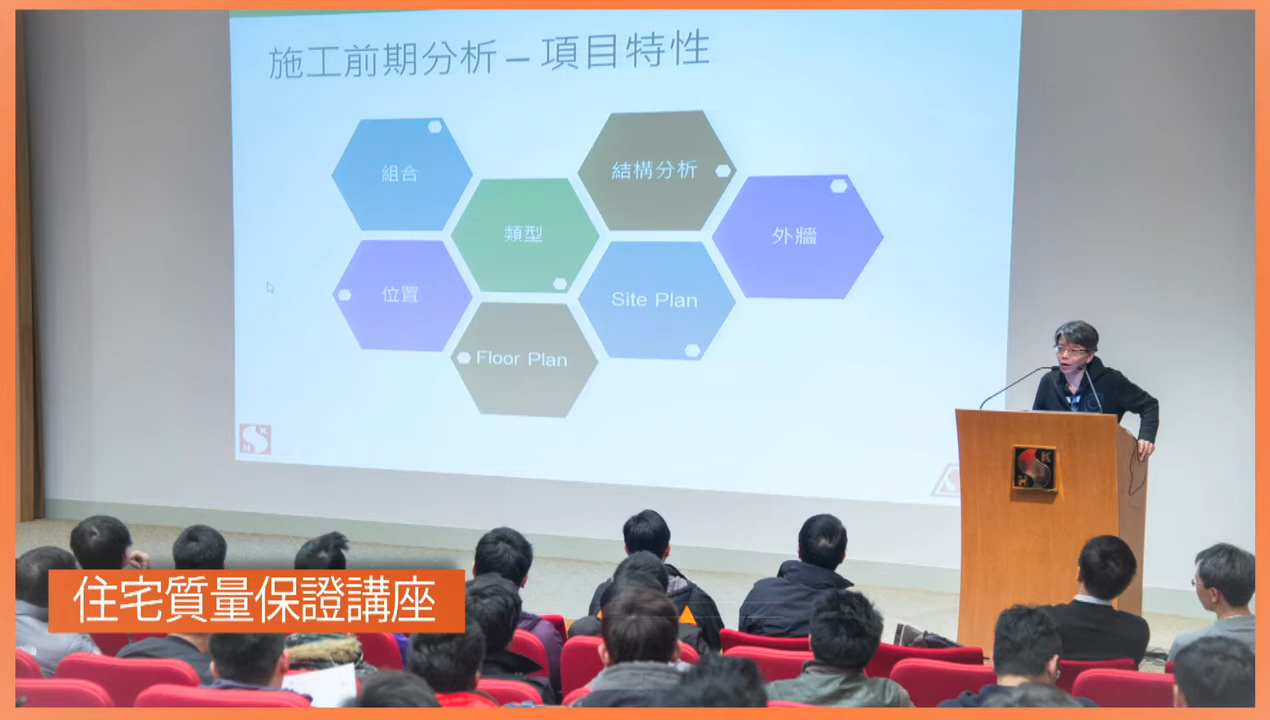 施工前期分析 – 項目特性
組合
結構分析
類型
外牆
位置
Site Plan
Floor Plan
S K H
S K H
住宅質量保證講座